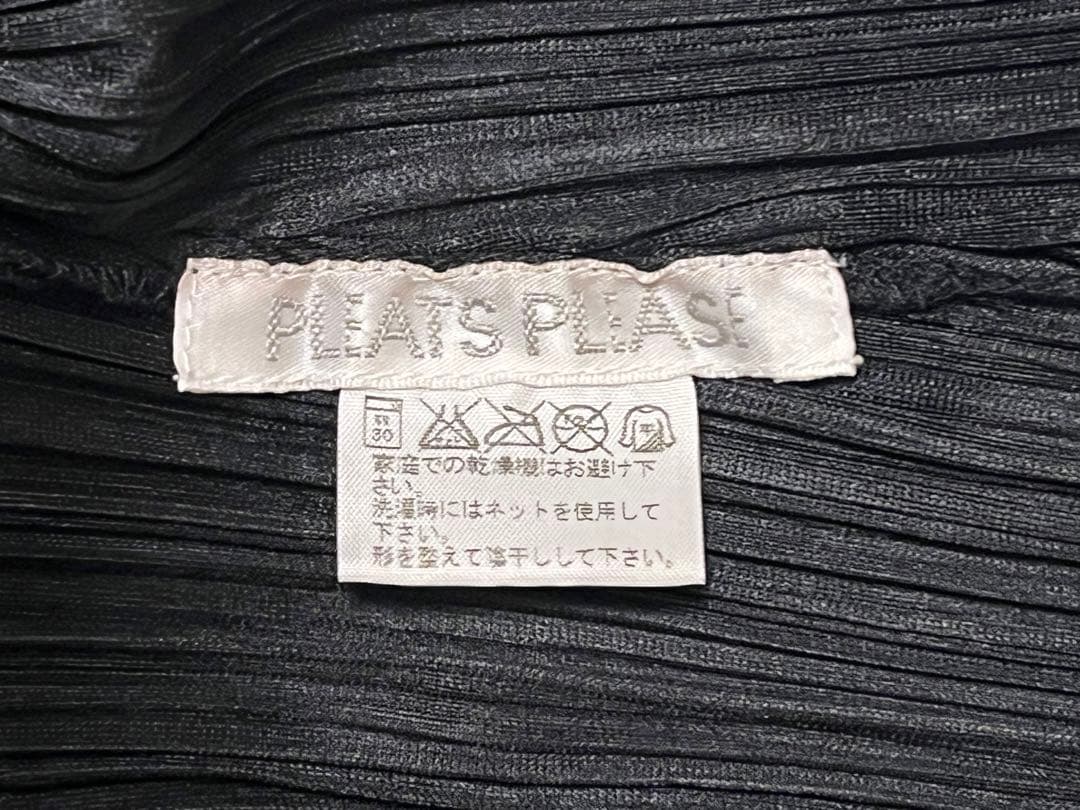 PLEATS PLEASE
弱
30
家庭での乾燥機はお避け下
さい。
洗濯時にはネットを使用して
下さい。
形を整えて陰干しして下さい。